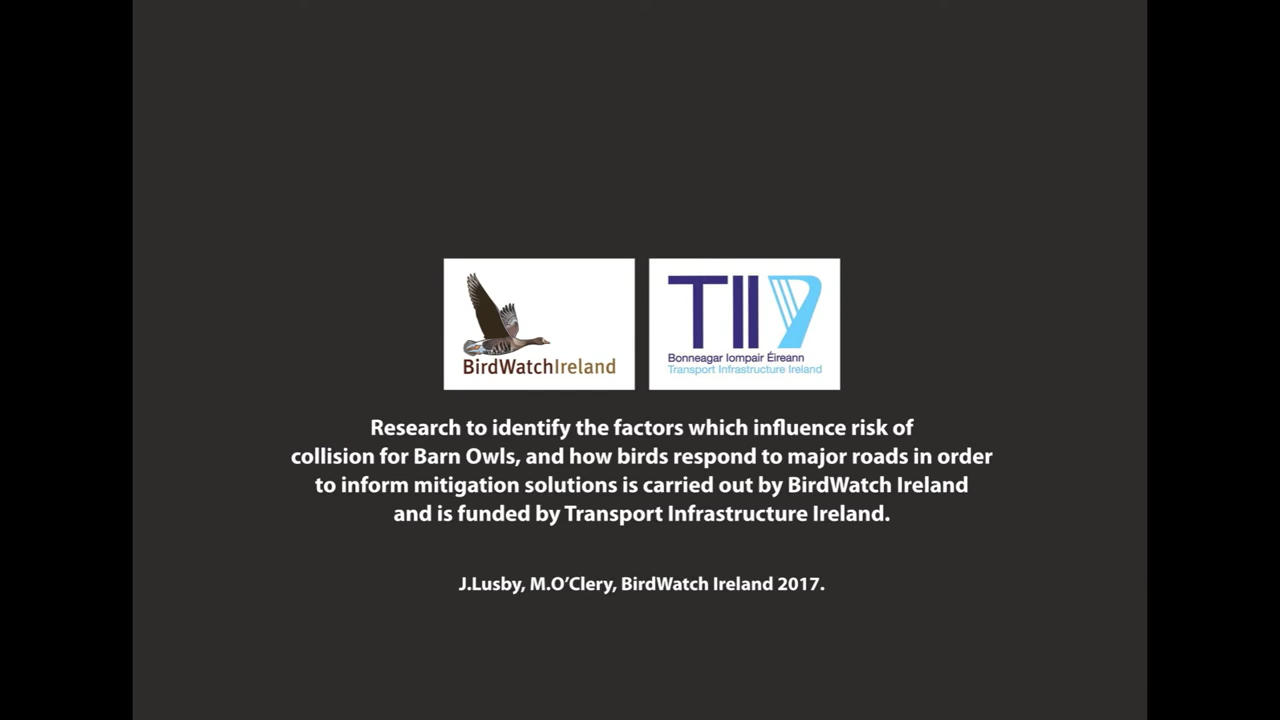 BirdWatchIreland
TII
Bonneagar Iompair Éireann
Transport Infrastructure Ireland
Research to identify the factors which influence risk of
collision for Barn Owls, and how birds respond to major roads in order
to inform mitigation solutions is carried out by BirdWatch Ireland
and is funded by Transport Infrastructure Ireland.
J.Lusby, M.O’Clery, BirdWatch Ireland 2017.